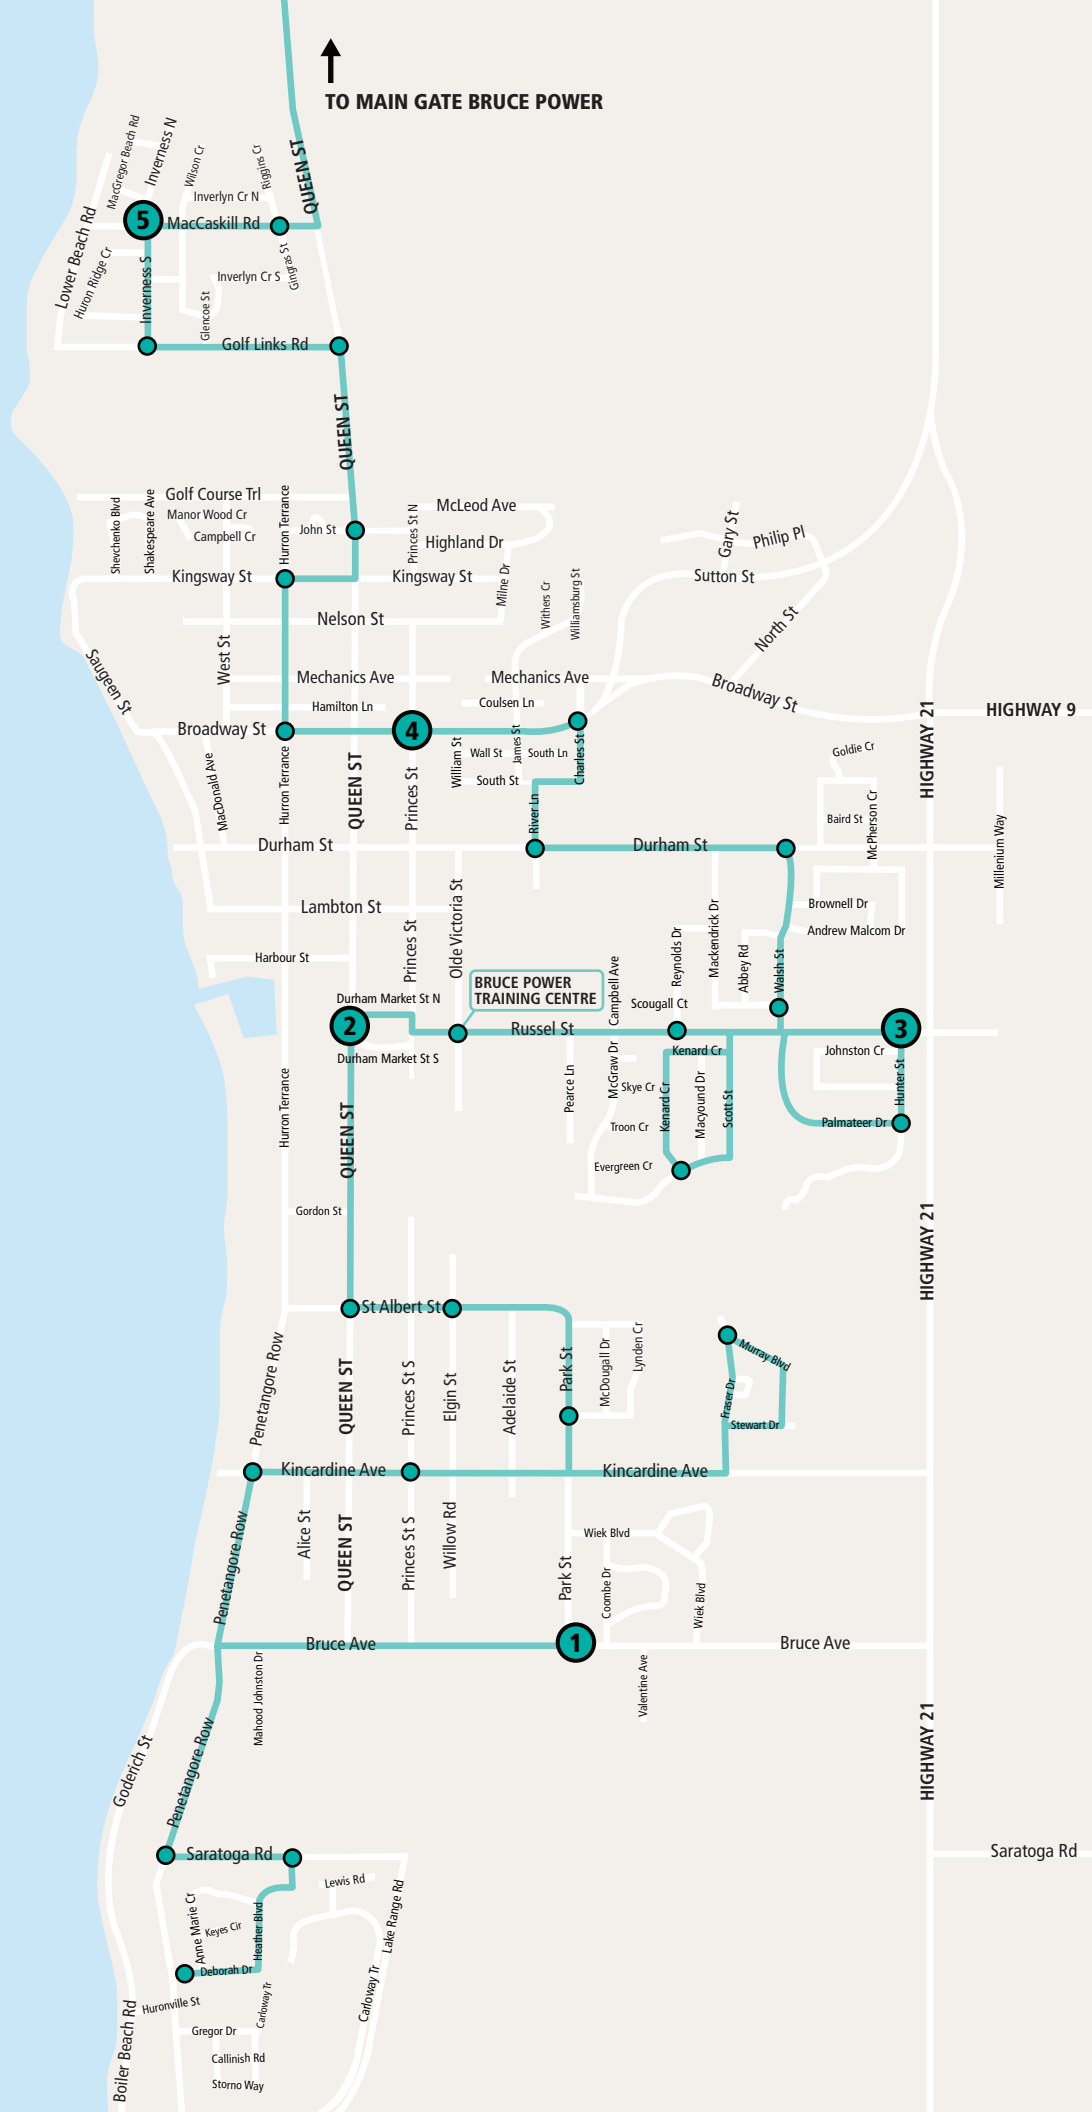 TO MAIN GATE BRUCE POWER
MacGregor Beach Rd
Inverness N
Wilson Cr
Riggins Cr
QUEEN ST
Inverlyn Cr N
5
MacCaskill Rd
Lower Beach Rd
Huron Ridge Cr
Inverness S
Inverlyn Cr S
Gingras St
Glencoe St
Golf Links Rd
QUEEN ST
Golf Course Trl
Shevchenko Blvd
Shakespeare Ave
Manor Wood Cr
Campbell Cr
Hurron Terrance
John St
Princes St N
McLeod Ave
Highland Dr
Gary St
Philip Pl
Kingsway St
Kingsway St
Milne Dr
Withers Cr
Williamsburg St
Sutton St
Nelson St
North St
West St
Saugeen St
Mechanics Ave
Mechanics Ave
Broadway St
Hamilton Ln
Coulsen Ln
HIGHWAY 9
HIGHWAY 21
Broadway St
4
Hurron Terrance
MacDonald Ave
QUEEN ST
Princes St
William St
Wall St
James St
South Ln
Charles St
South St
River Ln
Goldie Cr
Baird St
McPherson Cr
Millenium Way
Durham St
Durham St
Lambton St
Princes St
Olde Victoria St
Brownell Dr
Andrew Malcom Dr
Mackendrick Dr
Reynolds Dr
Abbey Rd
Walsh St
Harbour St
BRUCE POWER
TRAINING CENTRE
Campbell Ave
Durham Market St N
Scougall Ct
2
Russel St
3
Durham Market St S
Kenard Cr
Johnston Cr
Hurron Terrance
QUEEN ST
Pearce Ln
McGraw Dr
Skye Cr
Kenard Cr
Macyound Dr
Scott St
Hunter St
Troon Cr
Palmateer Dr
Evergreen Cr
Gordon St
HIGHWAY 21
St Albert St
Penetangore Row
QUEEN ST
Princes St S
Elgin St
Adelaide St
Park St
McDougall Dr
Lynden Cr
Murray Blvd
Fraser Dr
Stewart Dr
Kincardine Ave
Kincardine Ave
Penetangore Row
Alice St
QUEEN ST
Princes St S
Willow Rd
Park St
Wiek Blvd
Coombe Dr
Wiek Blvd
Bruce Ave
1
Bruce Ave
Mahood Johnston Dr
Valentine Ave
Goderich St
Penetangore Row
HIGHWAY 21
Saratoga Rd
Saratoga Rd
Lewis Rd
Anne Marie Cr
Keyes Cir
Heather Blvd
Lake Range Rd
Deborah Dr
Huronville St
Carloway Tr
Carloway Tr
Boiler Beach Rd
Gregor Dr
Callinish Rd
Storno Way